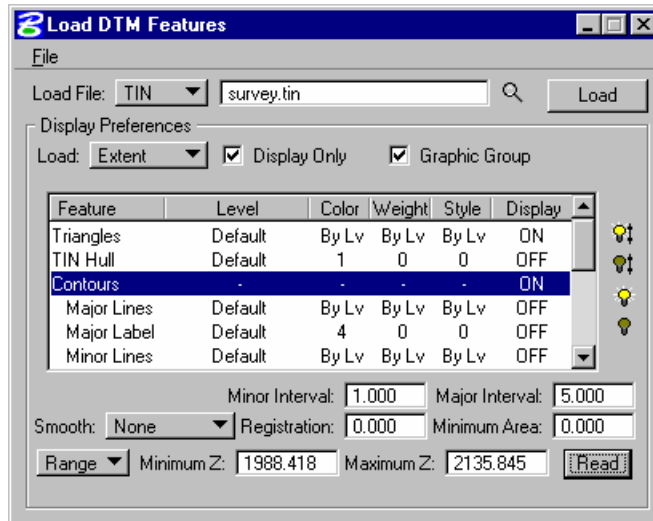 Load DTM Features
File
Load File: TIN survey.tin Load
Display Preferences
Load: Extent Display Only Graphic Group
Feature Level Color Weight Style Display
Triangles Default By Lv By Lv By Lv ON
TIN Hull Default 1 0 0 OFF
Contours - - - - ON
Major Lines Default By Lv By Lv By Lv OFF
Major Label Default 4 0 0 OFF
Minor Lines Default By Lv By Lv By Lv OFF
Minor Interval: 1.000 Major Interval: 5.000
Smooth: None Registration: 0.000 Minimum Area: 0.000
Range Minimum Z: 1988.418 Maximum Z: 2135.845 Read